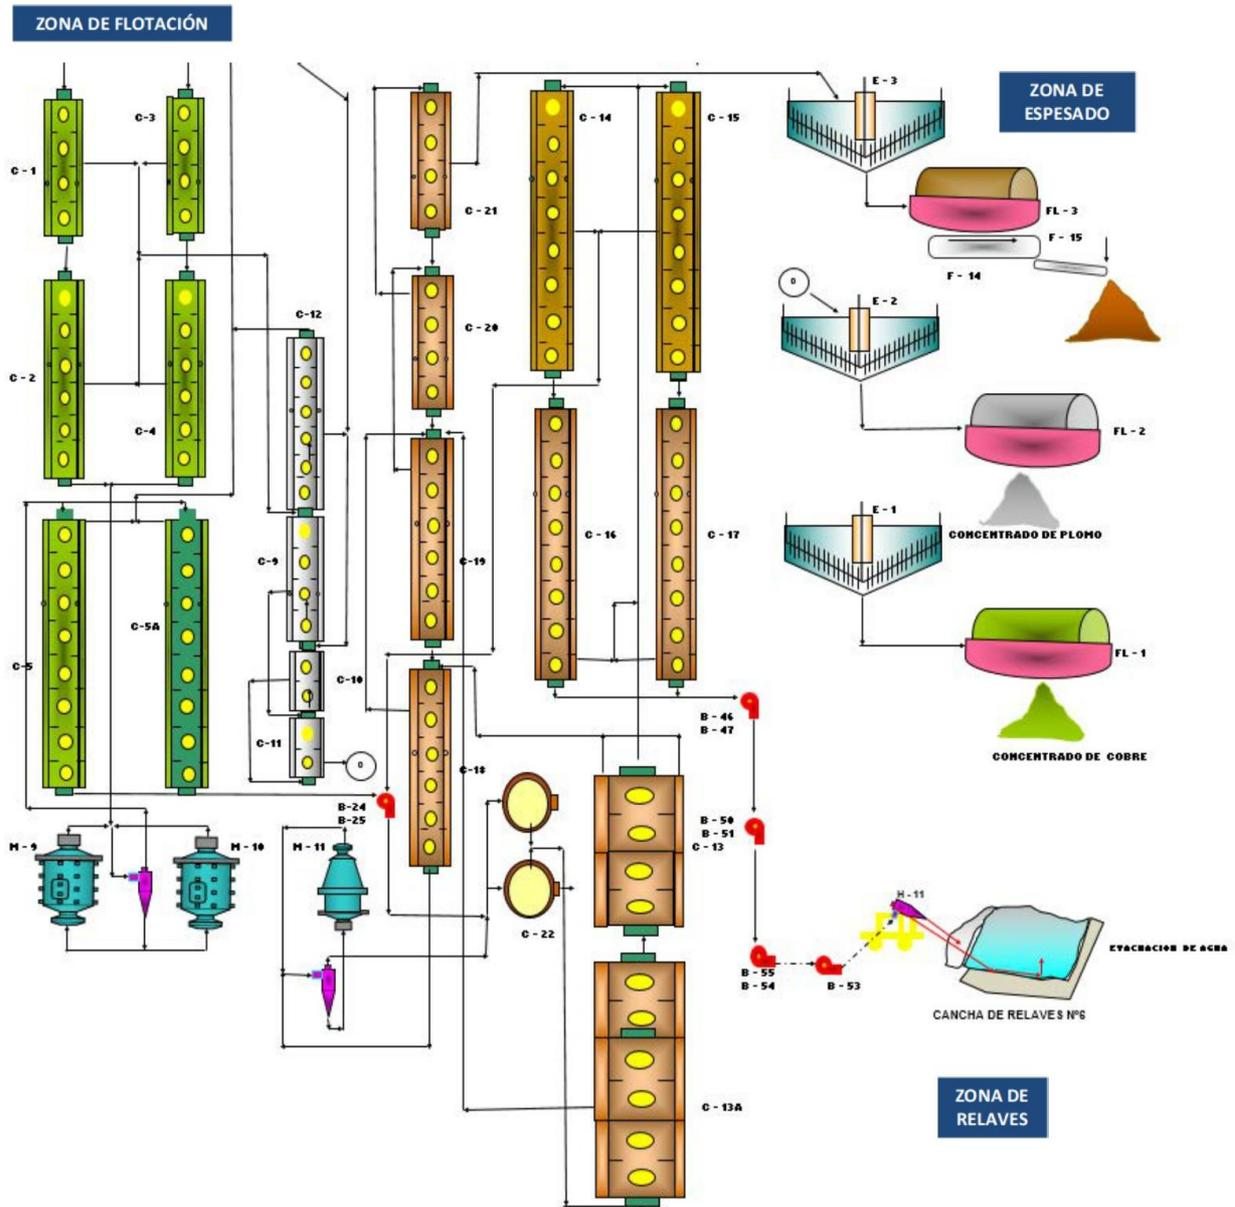 ZONA DE FLOTACIÓN
ZONA DE
ESPESADO
C - 1
C-3
C - 2
C-4
C-5
C-5A
C-12
C-9
C-10
C-11
O
C - 21
C - 20
C-19
C-18
C - 14
C - 15
C - 16
C - 17
E - 3
FL - 3
F - 15
F - 14
O
E - 2
FL - 2
CONCENTRADO DE PLOMO
E - 1
FL - 1
CONCENTRADO DE COBRE
B - 46
B - 47
B-24
B-25
M - 9
M - 10
M - 11
C - 22
B - 50
B - 51
C - 13
C - 13A
B - 55
B - 54
B - 53
H - 11
ETACHACION DE AGHA
CANCHA DE RELAVES Nº6
ZONA DE
RELAVES